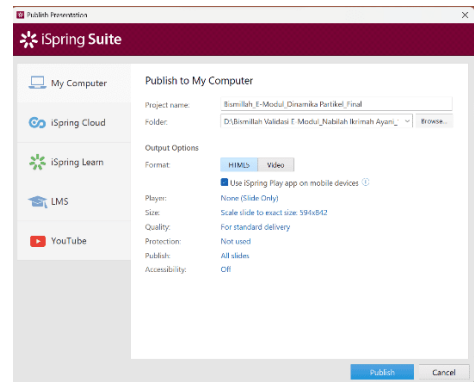 Publish Presentation
iSpring Suite
My Computer
iSpring Cloud
iSpring Learn
LMS
YouTube
Publish to My Computer
Project name: Bismillah_E-Modul_Dinamika Partikel_Final
Folder: D:\Bismillah Validasi E-Modul_Nabilah Ikrimah Ayani_ Browse...
Output Options
Format: HTML5 Video
Use iSpring Play app on mobile devices
Player: None (Slide Only)
Size: Scale slide to exact size: 594x842
Quality: For standard delivery
Protection: Not used
Publish: All slides
Accessibility: Off
Publish Cancel